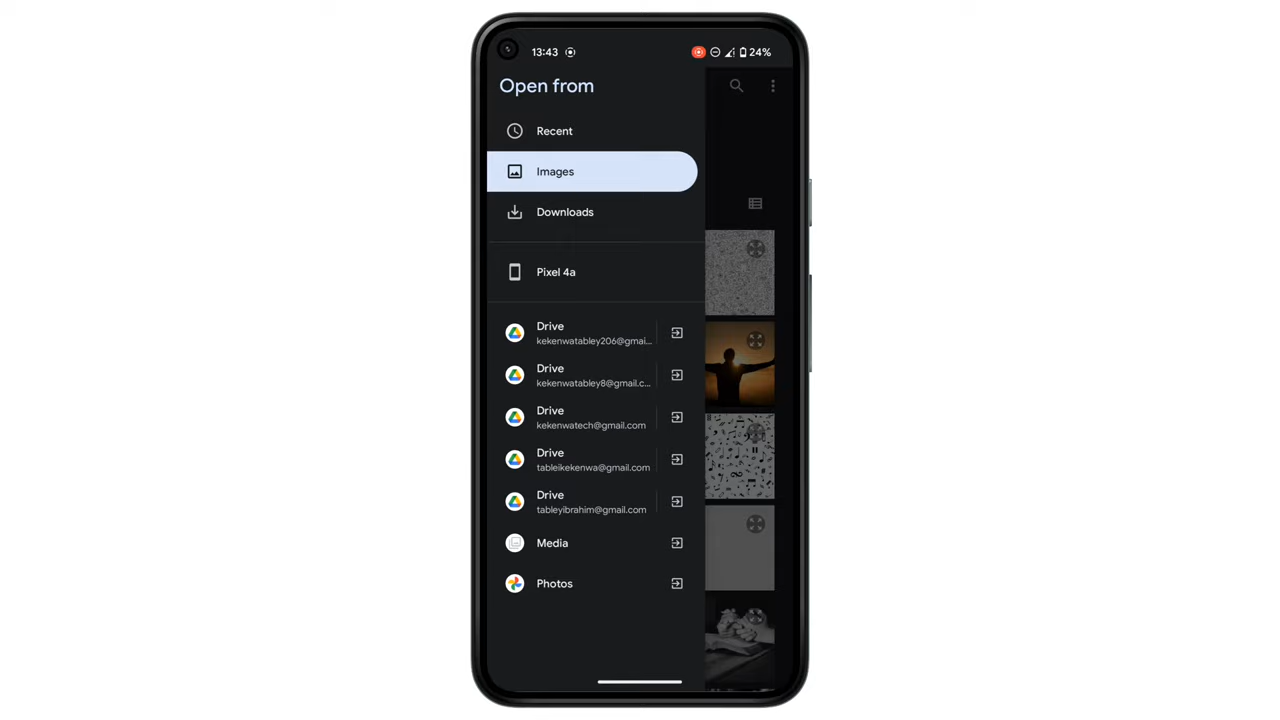 13:43
24%
Open from
Recent
Images
Downloads
Pixel 4a
Drive
kekenwatabley206@gmai...
Drive
kekenwatabley8@gmail.c...
Drive
kekenwatech@gmail.com
Drive
tableikekenwa@gmail.com
Drive
tableyibrahim@gmail.com
Media
Photos